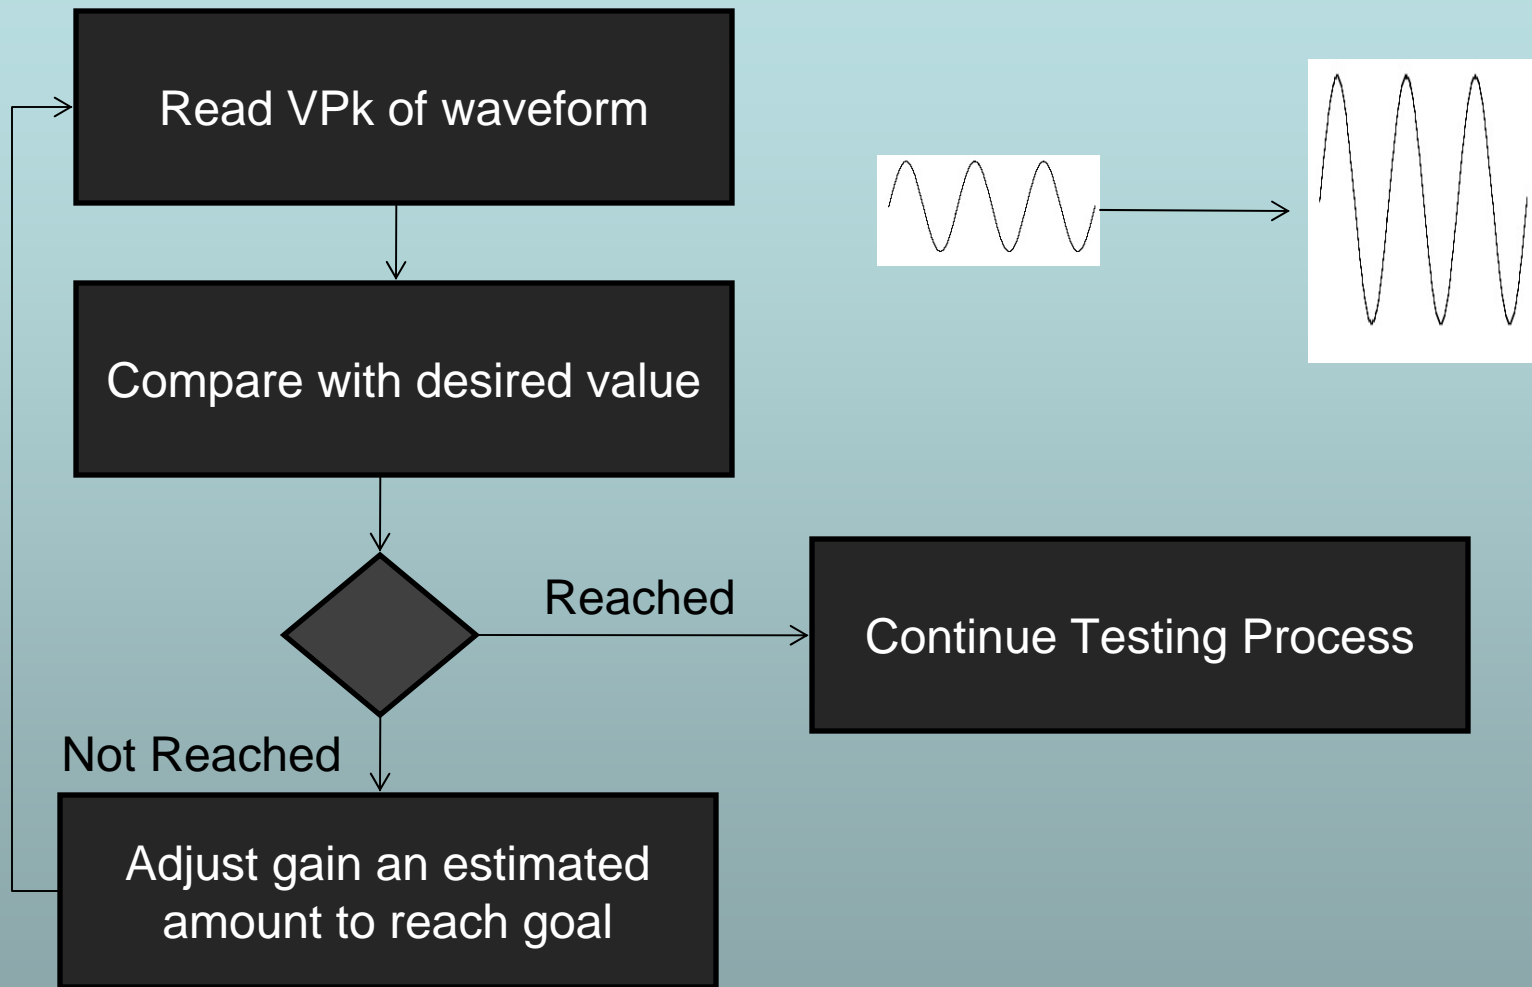 Read VPk of waveform
Compare with desired value
Reached
Continue Testing Process
Not Reached
Adjust gain an estimated
amount to reach goal